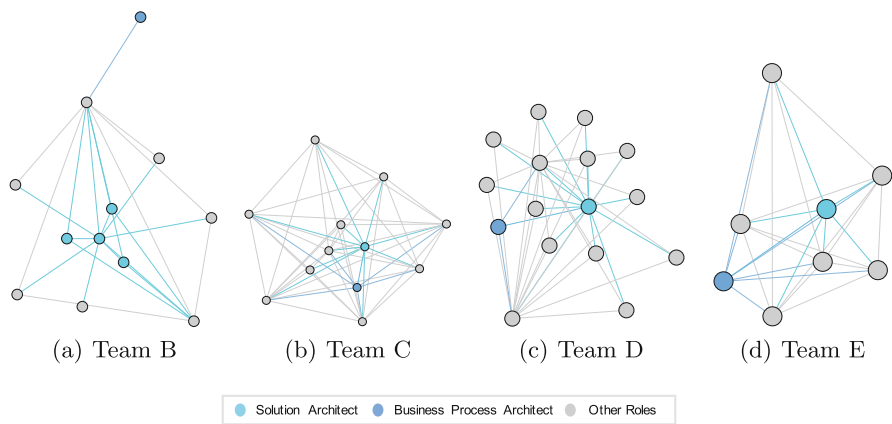 (a) Team B (b) Team C (c) Team D (d) Team E
Solution Architect Business Process Architect Other Roles